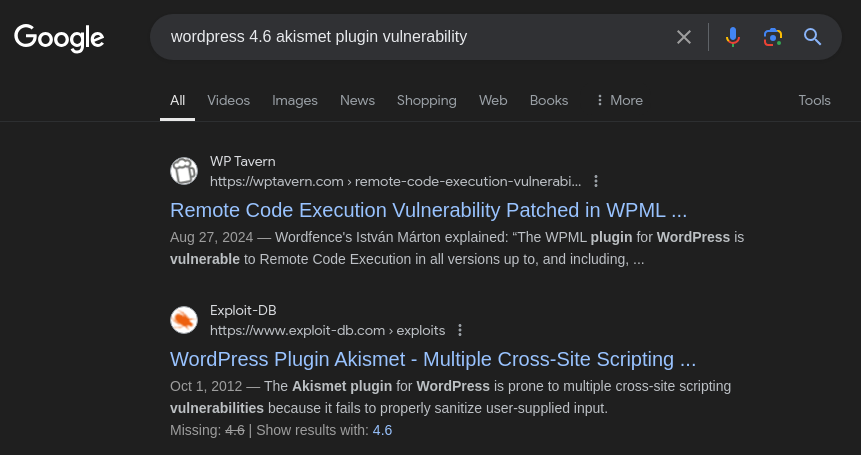 Google
wordpress 4.6 akismet plugin vulnerability
All Videos Images News Shopping Web Books More Tools
WP Tavern
https://wptavern.com › remote-code-execution-vulnerabi...
Remote Code Execution Vulnerability Patched in WPML ...
Aug 27, 2024 — Wordfence's István Márton explained: “The WPML plugin for WordPress is
vulnerable to Remote Code Execution in all versions up to, and including, ...
Exploit-DB
https://www.exploit-db.com › exploits
WordPress Plugin Akismet - Multiple Cross-Site Scripting ...
Oct 1, 2012 — The Akismet plugin for WordPress is prone to multiple cross-site scripting
vulnerabilities because it fails to properly sanitize user-supplied input.
Missing: 4.6 | Show results with: 4.6